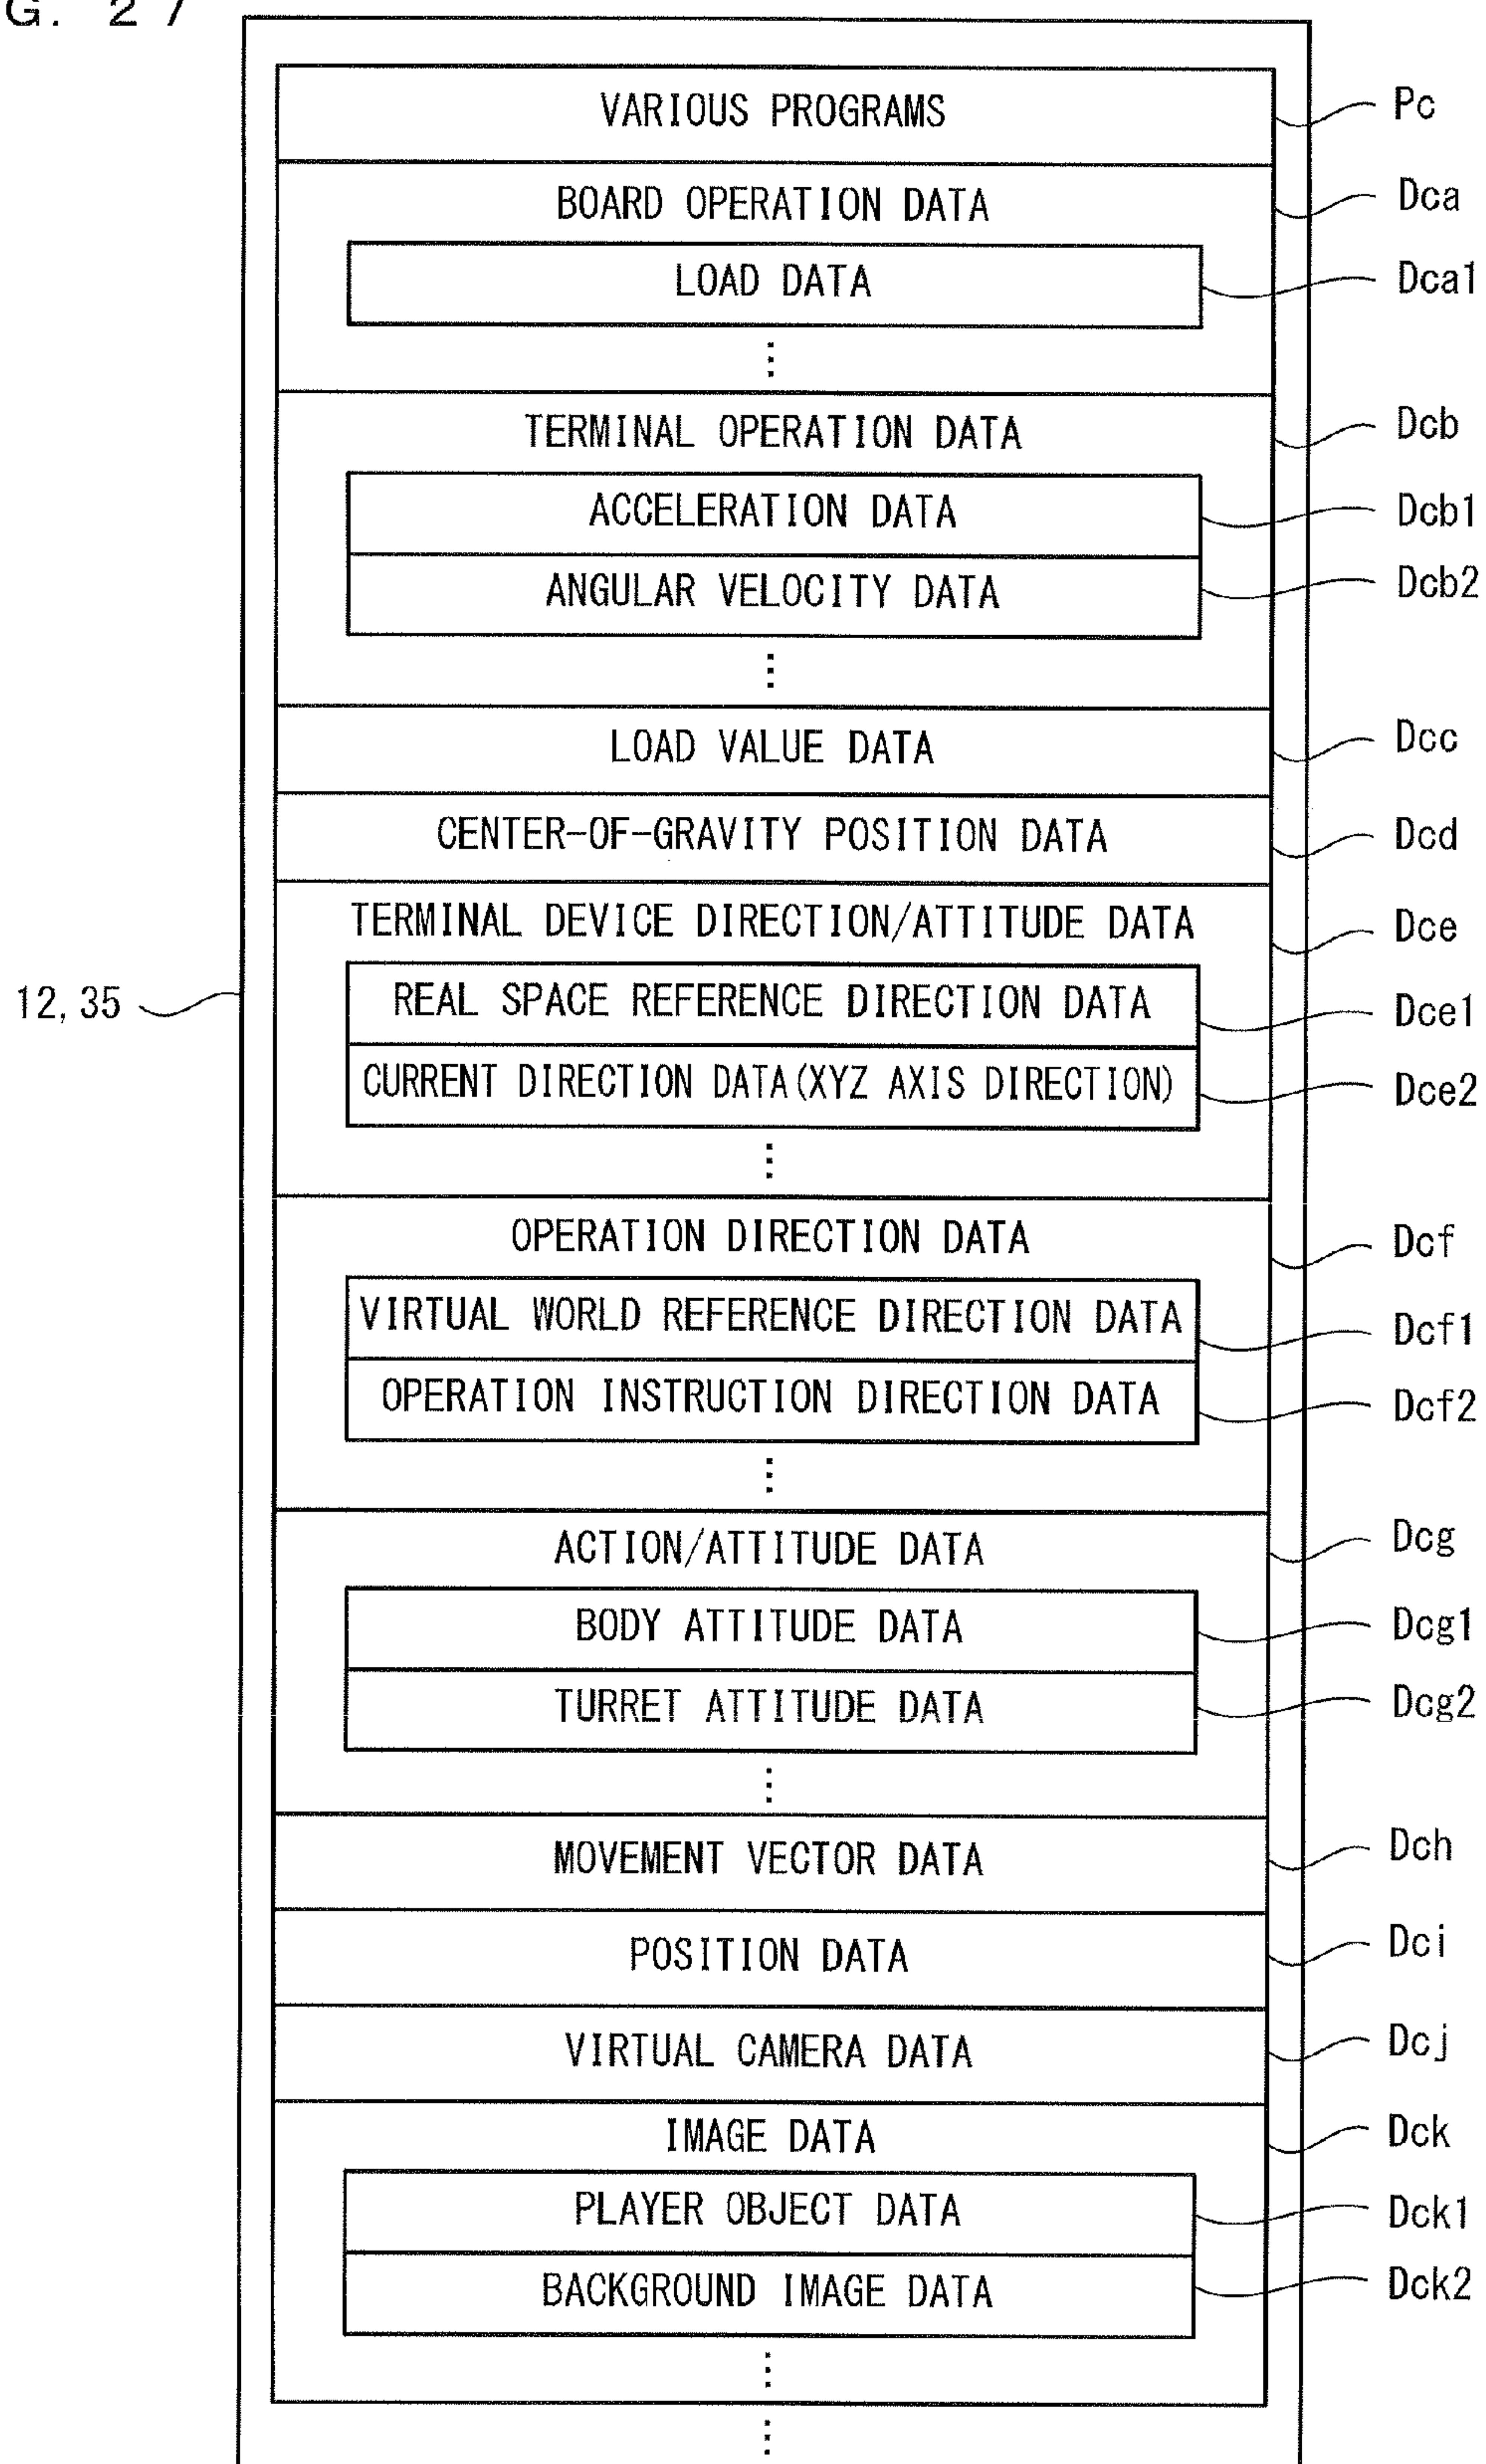 G. 27
VARIOUS PROGRAMS Pc
BOARD OPERATION DATA Dca
LOAD DATA Dca1
TERMINAL OPERATION DATA Dcb
ACCELERATION DATA Dcb1
ANGULAR VELOCITY DATA Dcb2
LOAD VALUE DATA Dcc
CENTER-OF-GRAVITY POSITION DATA Dcd
TERMINAL DEVICE DIRECTION/ATTITUDE DATA Dce
12, 35
REAL SPACE REFERENCE DIRECTION DATA Dce1
CURRENT DIRECTION DATA(XYZ AXIS DIRECTION) Dce2
OPERATION DIRECTION DATA Dcf
VIRTUAL WORLD REFERENCE DIRECTION DATA Dcf1
OPERATION INSTRUCTION DIRECTION DATA Dcf2
ACTION/ATTITUDE DATA Dcg
BODY ATTITUDE DATA Dcg1
TURRET ATTITUDE DATA Dcg2
MOVEMENT VECTOR DATA Dch
POSITION DATA Dci
VIRTUAL CAMERA DATA Dcj
IMAGE DATA Dck
PLAYER OBJECT DATA Dck1
BACKGROUND IMAGE DATA Dck2